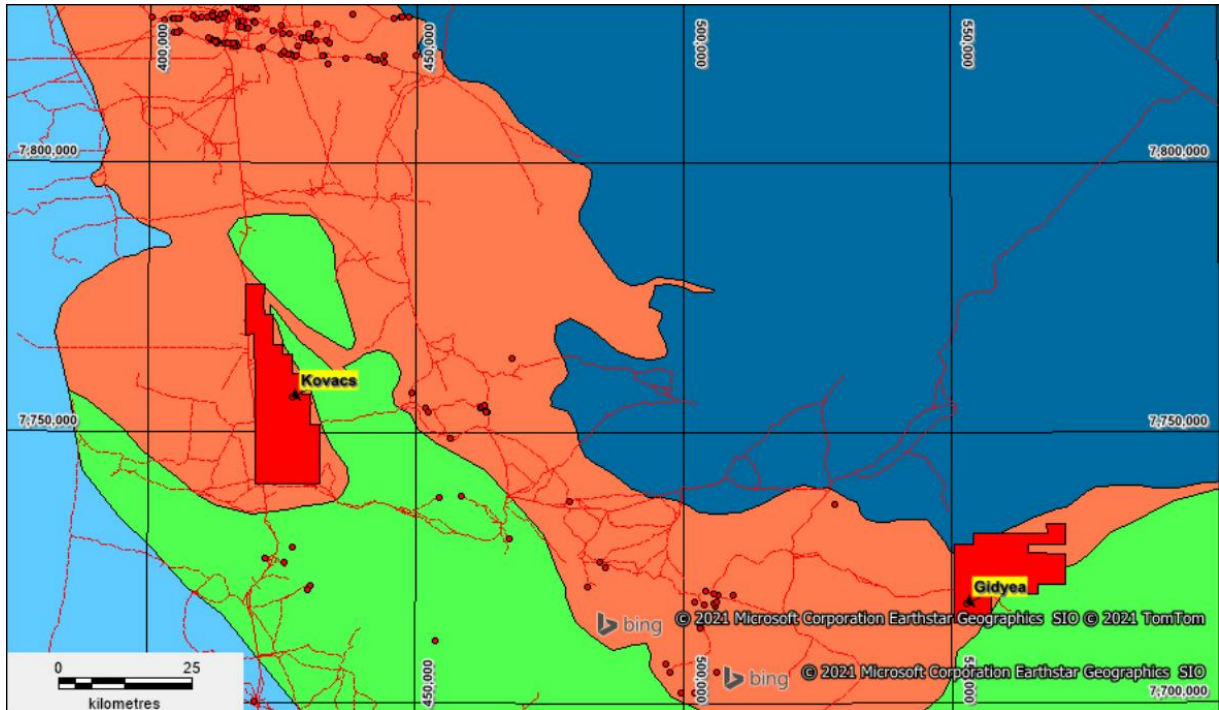 400,000
450,000
500,000
550,000
7,800,000
7,800,000
Kovacs
7,750,000
7,750,000
Gidyea
bing
© 2021 Microsoft Corporation Earthstar Geographics SIO © 2021 TomTom
0 25
kilometres
450,000
500,000
bing
© 2021 Microsoft Corporation Earthstar Geographics SIO
7,700,000